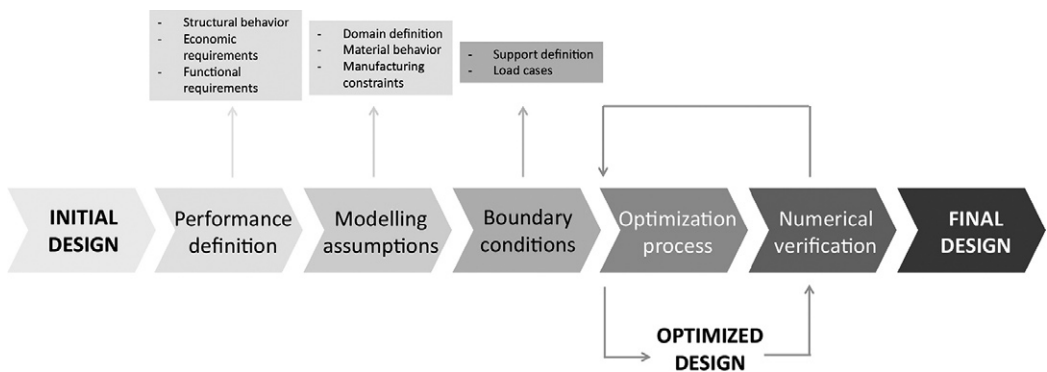 - Structural behavior
- Economic
requirements
- Functional
requirements
- Domain definition
- Material behavior
- Manufacturing
constraints
- Support definition
- Load cases
INITIAL
DESIGN
Performance
definition
Modelling
assumptions
Boundary
conditions
Optimization
process
Numerical
verification
FINAL
DESIGN
OPTIMIZED
DESIGN